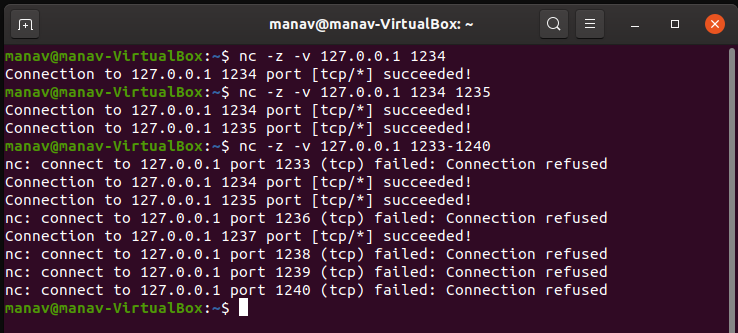 manav@manav-VirtualBox: ~
manav@manav-VirtualBox:~$ nc -z -v 127.0.0.1 1234
Connection to 127.0.0.1 1234 port [tcp/*] succeeded!
manav@manav-VirtualBox:~$ nc -z -v 127.0.0.1 1234 1235
Connection to 127.0.0.1 1234 port [tcp/*] succeeded!
Connection to 127.0.0.1 1235 port [tcp/*] succeeded!
manav@manav-VirtualBox:~$ nc -z -v 127.0.0.1 1233-1240
nc: connect to 127.0.0.1 port 1233 (tcp) failed: Connection refused
Connection to 127.0.0.1 1234 port [tcp/*] succeeded!
Connection to 127.0.0.1 1235 port [tcp/*] succeeded!
nc: connect to 127.0.0.1 port 1236 (tcp) failed: Connection refused
Connection to 127.0.0.1 1237 port [tcp/*] succeeded!
nc: connect to 127.0.0.1 port 1238 (tcp) failed: Connection refused
nc: connect to 127.0.0.1 port 1239 (tcp) failed: Connection refused
nc: connect to 127.0.0.1 port 1240 (tcp) failed: Connection refused
manav@manav-VirtualBox:~$